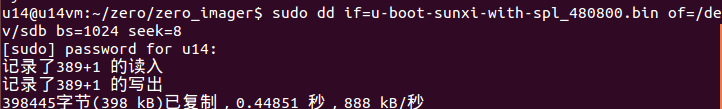 u14@u14vm:~/zero/zero_imager$ sudo dd if=u-boot-sunxi-with-spl_480800.bin of=/de
v/sdb bs=1024 seek=8
[sudo] password for u14:
记录了389+1 的读入
记录了389+1 的写出
398445字节(398 kB)已复制，0.44851 秒，888 kB/秒